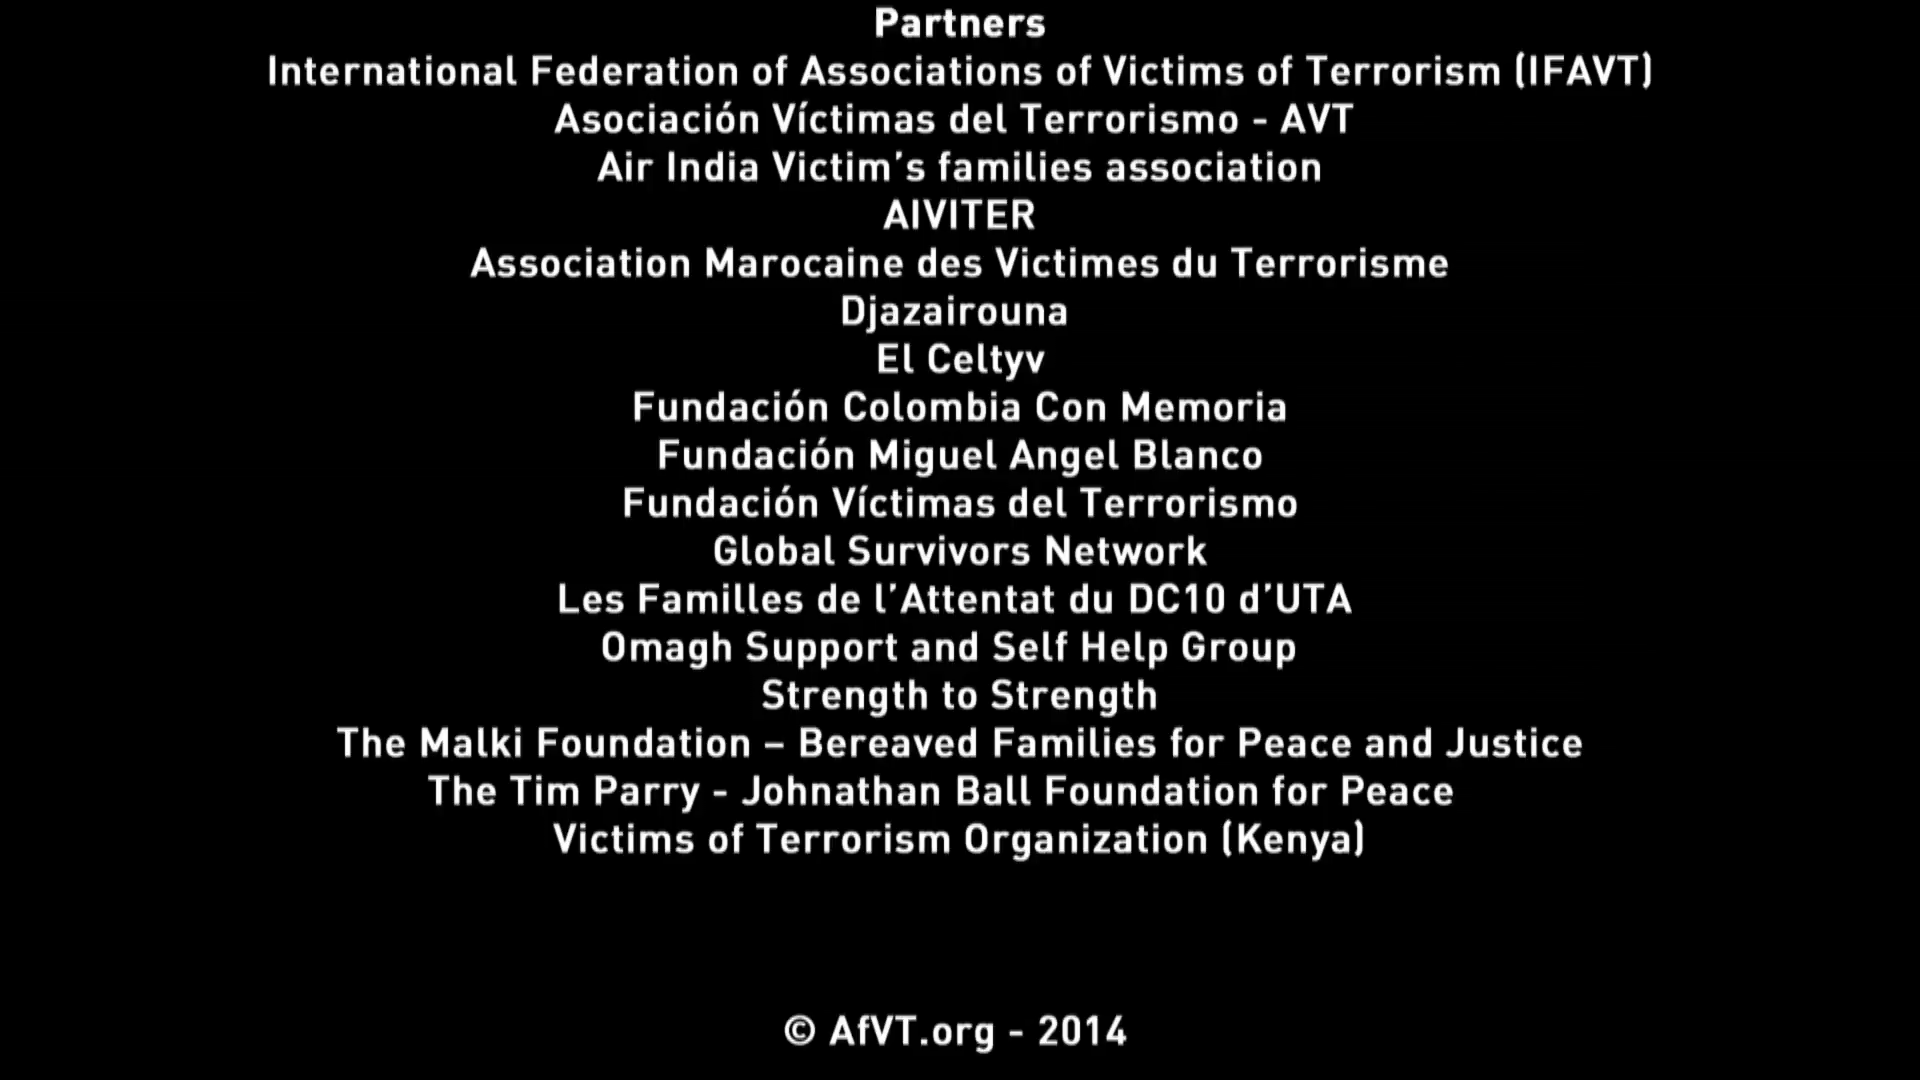 Partners
International Federation of Associations of Victims of Terrorism (IFAVT)
Asociación Víctimas del Terrorismo - AVT
Air India Victim’s families association
AIVITER
Association Marocaine des Victimes du Terrorisme
Djazairouna
El Celtyv
Fundación Colombia Con Memoria
Fundación Miguel Angel Blanco
Fundación Víctimas del Terrorismo
Global Survivors Network
Les Familles de l’Attentat du DC10 d’UTA
Omagh Support and Self Help Group
Strength to Strength
The Malki Foundation – Bereaved Families for Peace and Justice
The Tim Parry - Johnathan Ball Foundation for Peace
Victims of Terrorism Organization (Kenya)
© AfVT.org - 2014